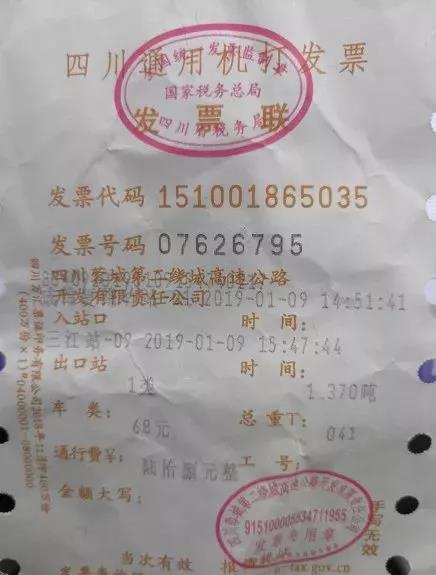 四川通用机打发票
国家税务总局
发票联
四川省税务局
发票代码 151001865035
发票号码 07626795
四川蓉城第二绕城高速公路
开发有限责任公司 2019-01-09 14:51:41
入站口 时间:
三江站-09 2019-01-09 15:47:44
出口站 时间:
1类 1.370吨
车类: 总重T:
68元 041
通行费¥: 工号:
陆拾捌元整
金额大写:
915100005534711955
发票专用章
手写无效
当次有效
tax.gov.cn